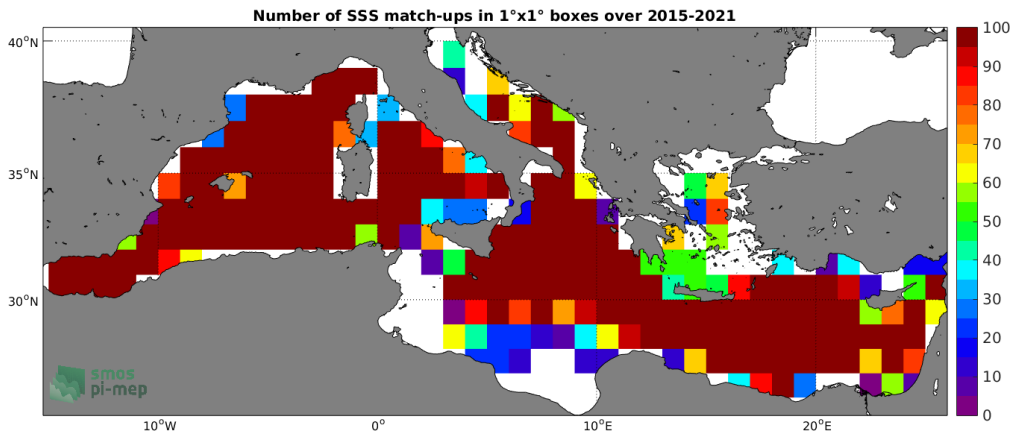 Number of SSS match-ups in 1°x1° boxes over 2015-2021
40°N
35°N
30°N
10°W
0°
10°E
20°E
100
90
80
70
60
50
40
30
20
10
0
smos
pi-mep